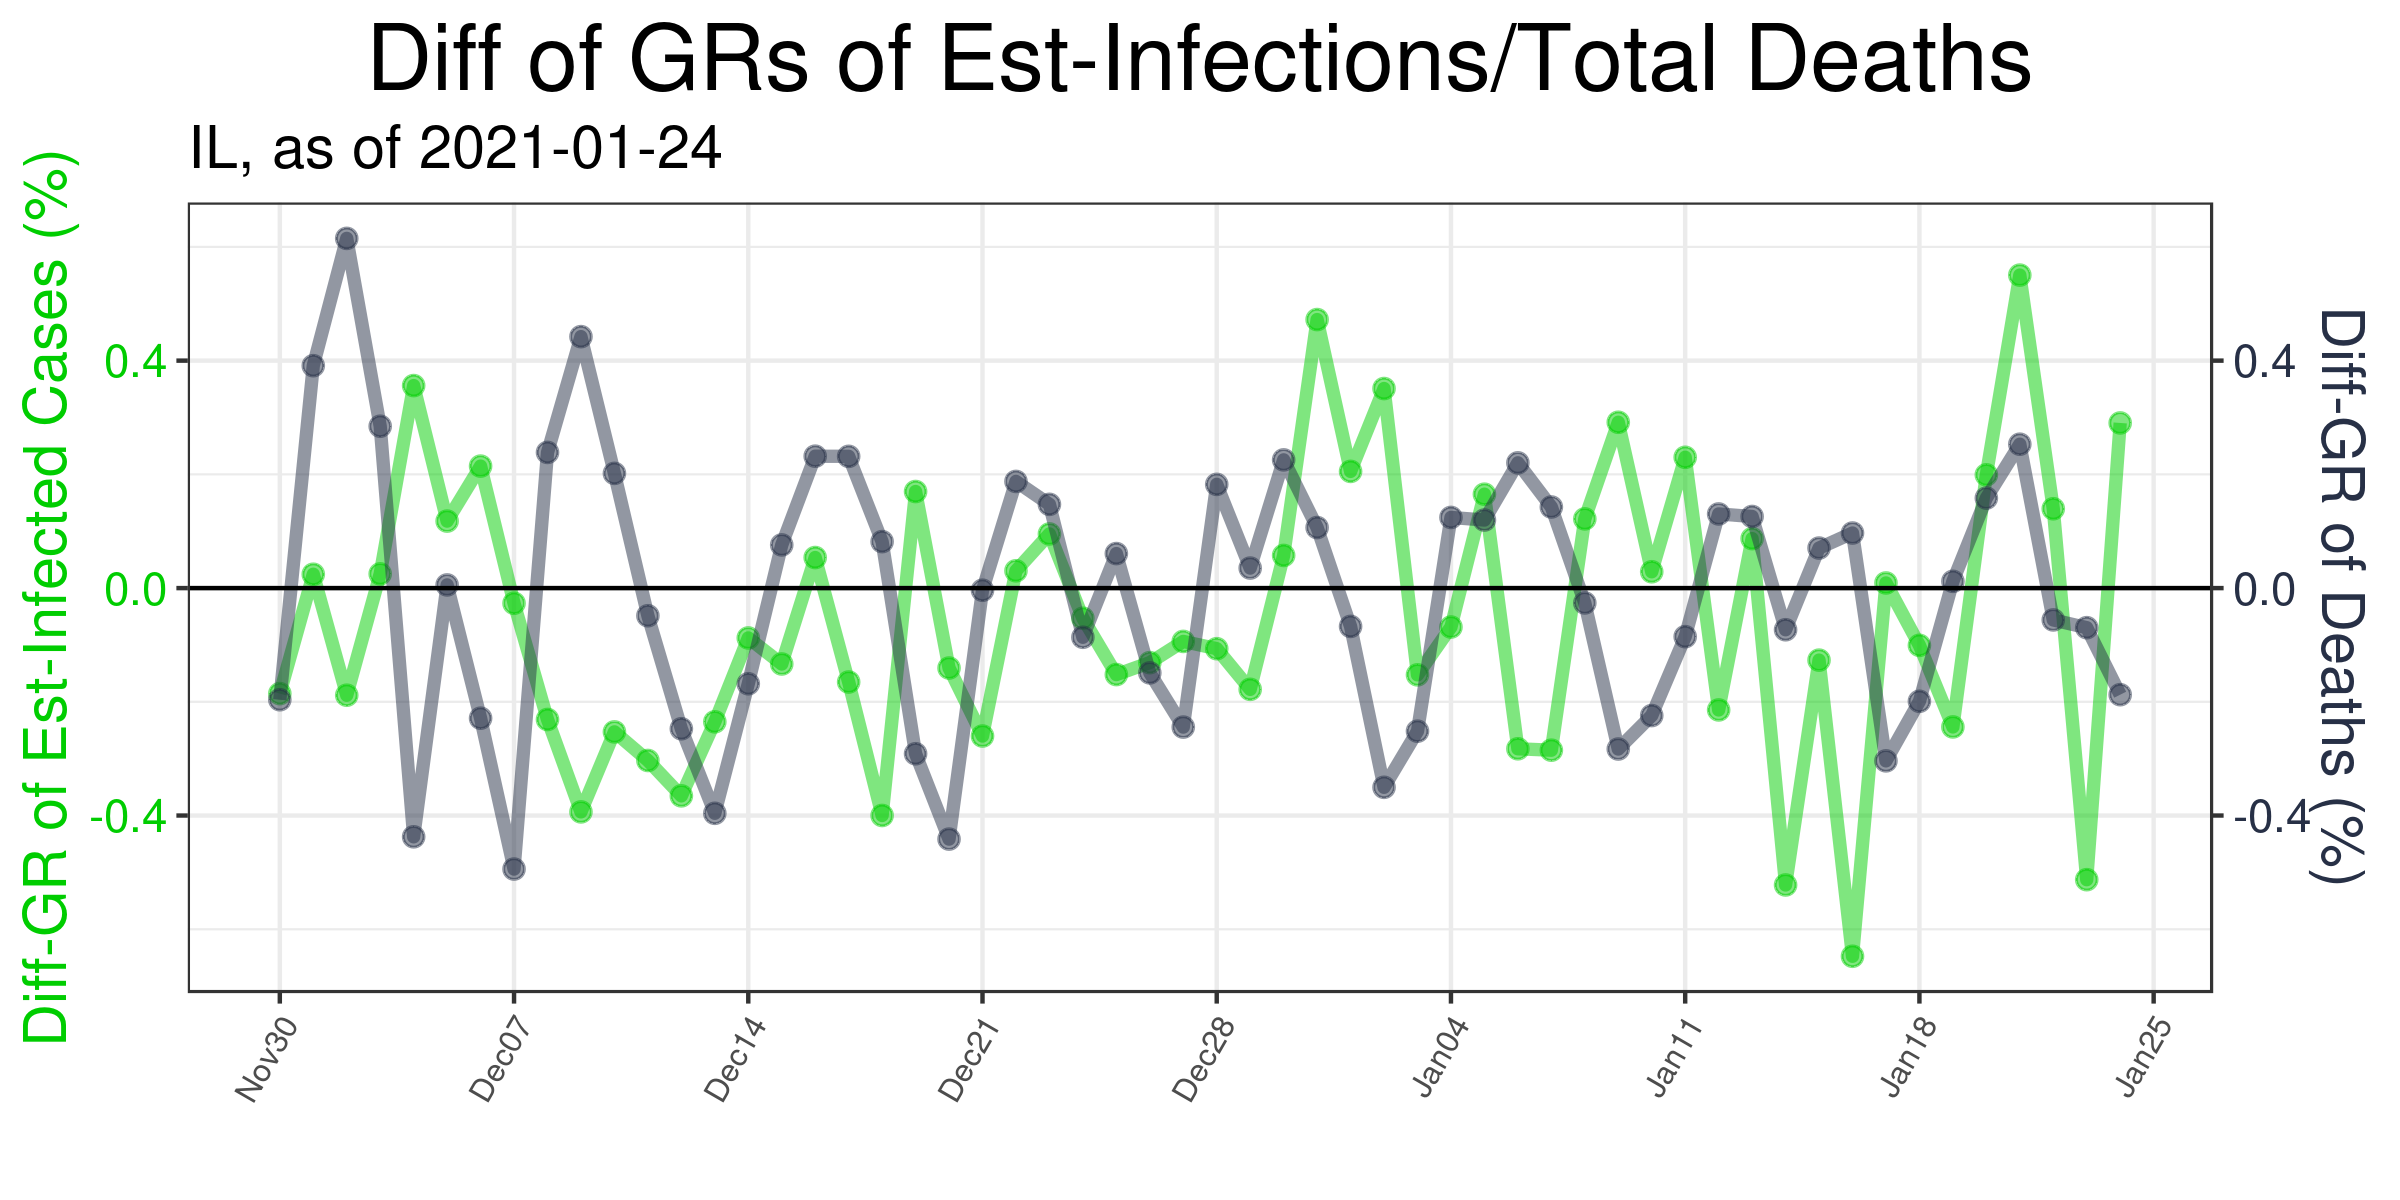 Diff of GRs of Est-Infections/Total Deaths
IL, as of 2021-01-24
Diff-GR of Est-Infected Cases (%)
0.4
0.0
-0.4
0.4
0.0
-0.4
Diff-GR of Deaths (%)
Nov30
Dec07
Dec14
Dec21
Dec28
Jan04
Jan11
Jan18
Jan25